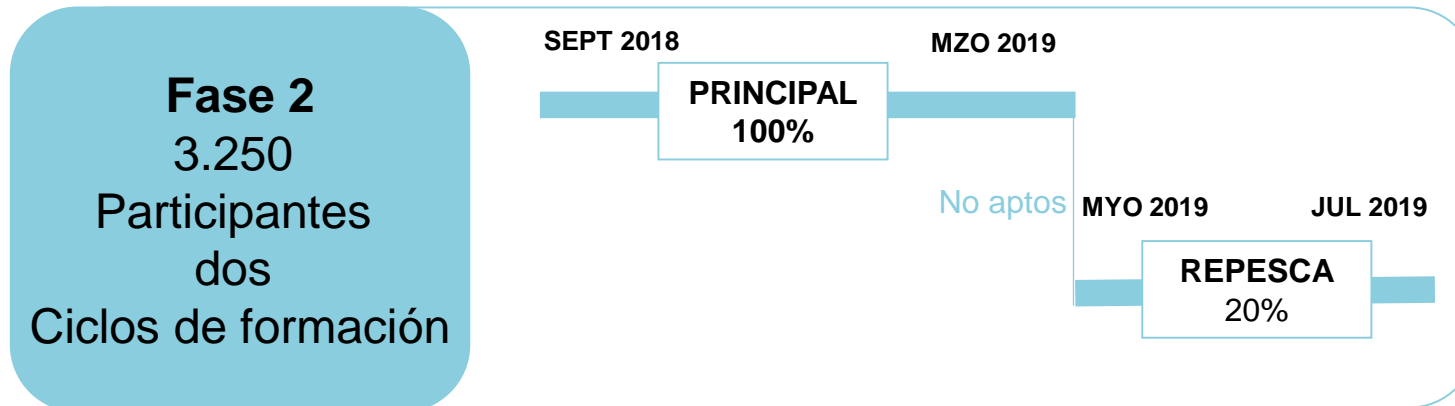 Fase 2
3.250
Participantes
dos
Ciclos de formación
SEPT 2018
MZO 2019
PRINCIPAL
100%
No aptos
MYO 2019
JUL 2019
REPESCA
20%